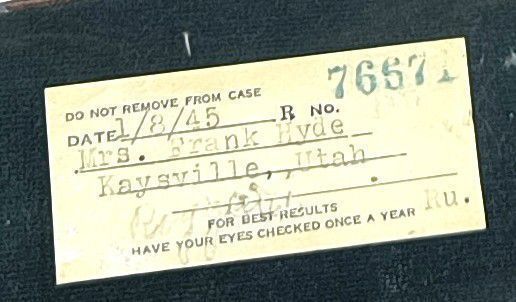 DO NOT REMOVE FROM CASE
76571
DATE 1/8/45 R NO.
Mrs. Frank Hyde
Kaysville, Utah
FOR BEST RESULTS
HAVE YOUR EYES CHECKED ONCE A YEAR
Ru.